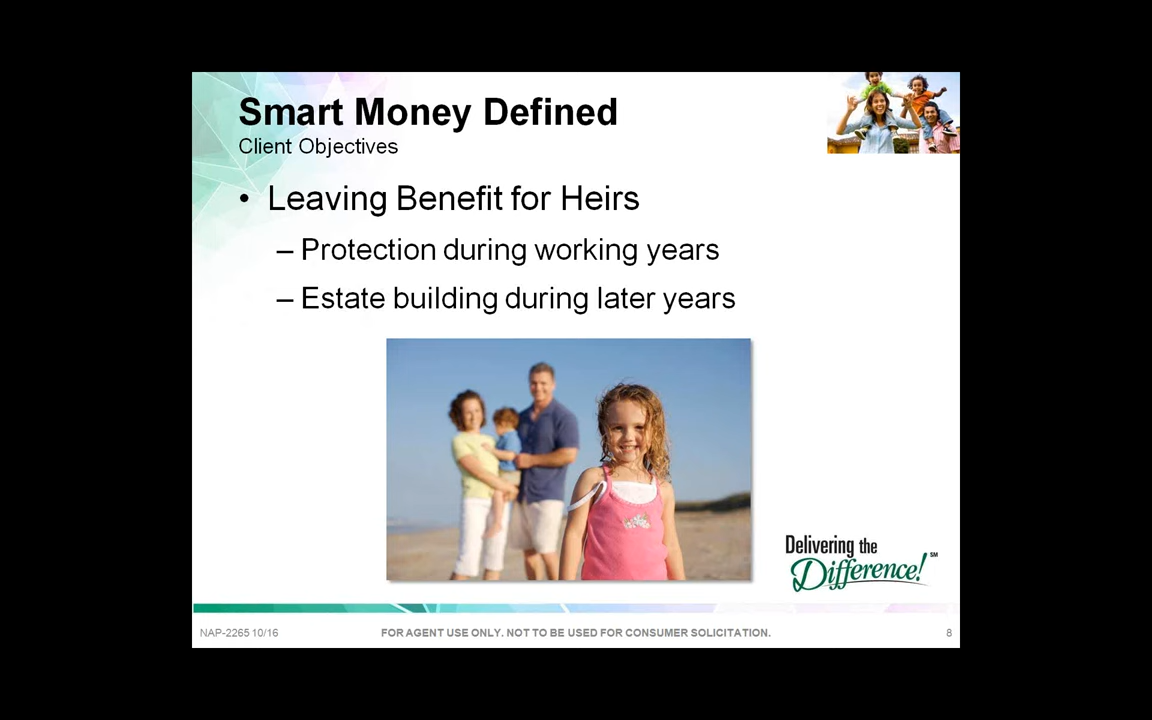 Smart Money Defined
Client Objectives
• Leaving Benefit for Heirs
– Protection during working years
– Estate building during later years
Delivering the
Difference! SM
NAP-2265 10/16
FOR AGENT USE ONLY. NOT TO BE USED FOR CONSUMER SOLICITATION.
8